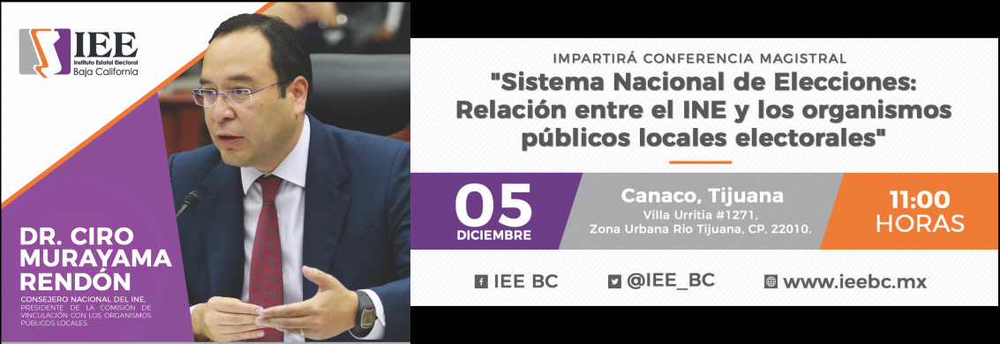 IEE
Instituto Estatal Electoral
Baja California
DR. CIRO
MURAYAMA
RENDÓN
CONSEJERO NACIONAL DEL INE.
PRESIDENTE DE LA COMISIÓN DE
VINCULACIÓN CON LOS ORGANISMOS
PÚBLICOS LOCALES.
IMPARTIRÁ CONFERENCIA MAGISTRAL
"Sistema Nacional de Elecciones:
Relación entre el INE y los organismos
públicos locales electorales"
05
DICIEMBRE
Canaco, Tijuana
Villa Urritia #1271,
Zona Urbana Rio Tijuana, CP. 22010.
11:00
HORAS
IEE BC
@IEE_BC
www.ieebc.mx